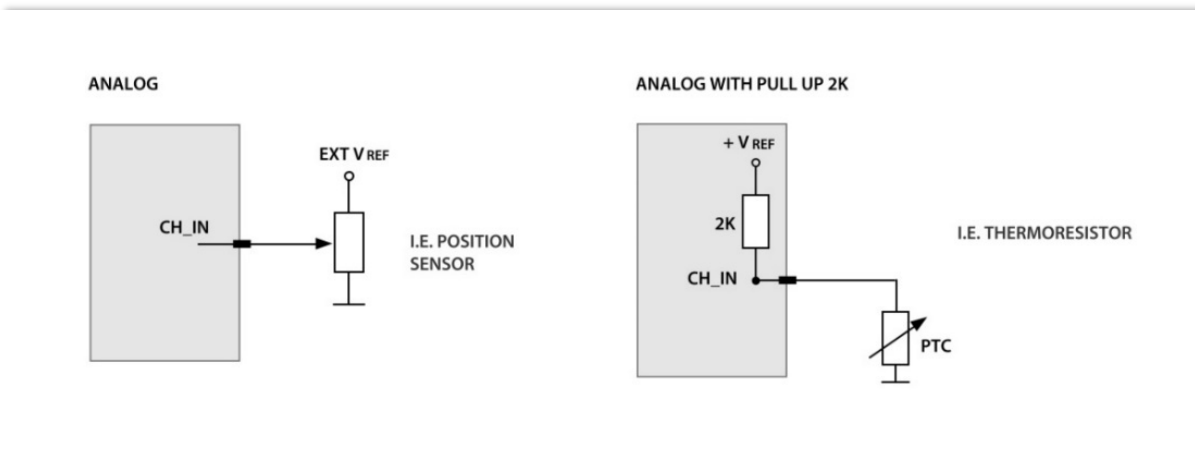 ANALOG
EXT V REF
CH_IN
I.E. POSITION
SENSOR
ANALOG WITH PULL UP 2K
+ V REF
2K
CH_IN
I.E. THERMORESISTOR
PTC